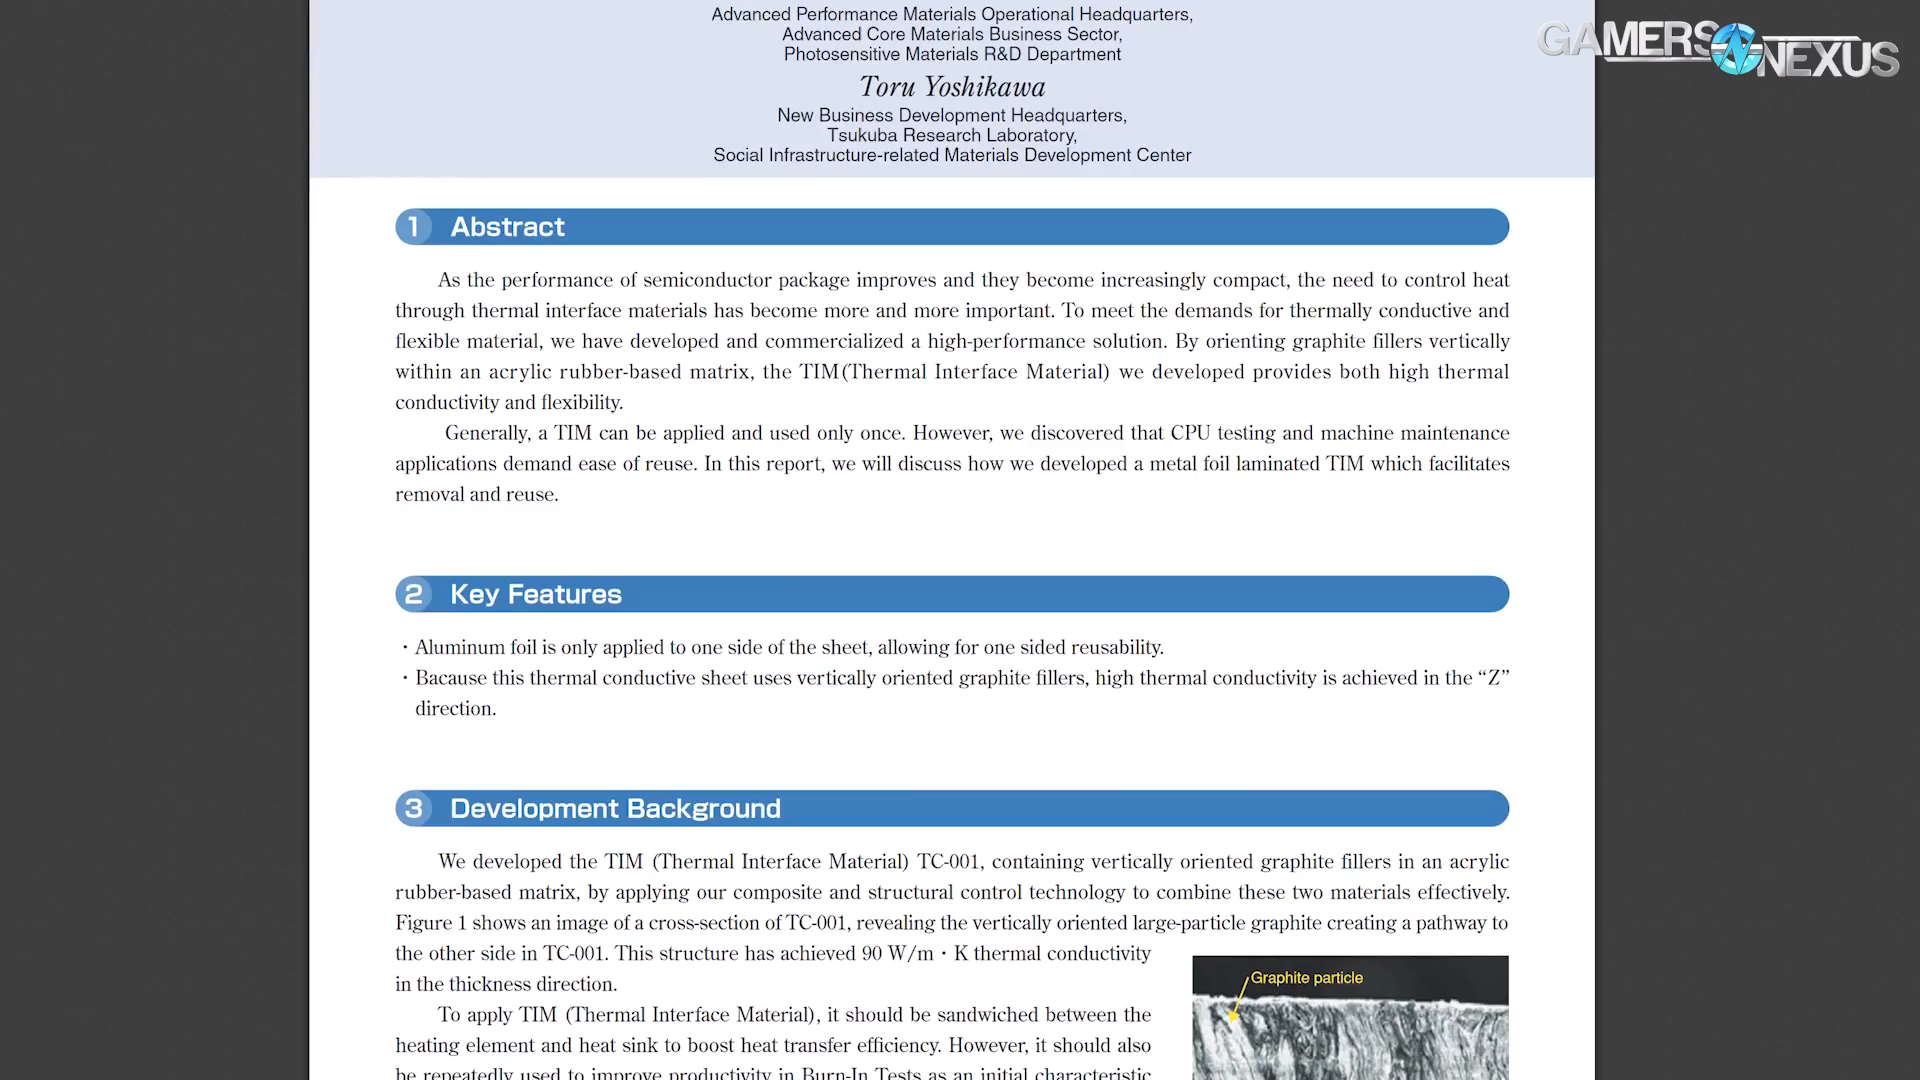 GAMERS NEXUS
Advanced Performance Materials Operational Headquarters,
Advanced Core Materials Business Sector,
Photosensitive Materials R&D Department
Toru Yoshikawa
New Business Development Headquarters,
Tsukuba Research Laboratory,
Social Infrastructure-related Materials Development Center
1 Abstract
As the performance of semiconductor package improves and they become increasingly compact, the need to control heat
through thermal interface materials has become more and more important. To meet the demands for thermally conductive and
flexible material, we have developed and commercialized a high-performance solution. By orienting graphite fillers vertically
within an acrylic rubber-based matrix, the TIM(Thermal Interface Material) we developed provides both high thermal
conductivity and flexibility.
Generally, a TIM can be applied and used only once. However, we discovered that CPU testing and machine maintenance
applications demand ease of reuse. In this report, we will discuss how we developed a metal foil laminated TIM which facilitates
removal and reuse.
2 Key Features
・Aluminum foil is only applied to one side of the sheet, allowing for one sided reusability.
・Bacause this thermal conductive sheet uses vertically oriented graphite fillers, high thermal conductivity is achieved in the “Z”
direction.
3 Development Background
We developed the TIM (Thermal Interface Material) TC-001, containing vertically oriented graphite fillers in an acrylic
rubber-based matrix, by applying our composite and structural control technology to combine these two materials effectively.
Figure 1 shows an image of a cross-section of TC-001, revealing the vertically oriented large-particle graphite creating a pathway to
the other side in TC-001. This structure has achieved 90 W/m・K thermal conductivity
in the thickness direction.
To apply TIM (Thermal Interface Material), it should be sandwiched between the
heating element and heat sink to boost heat transfer efficiency. However, it should also
be repeatedly used to improve productivity in Burn-In Tests as an initial characteristic
Graphite particle